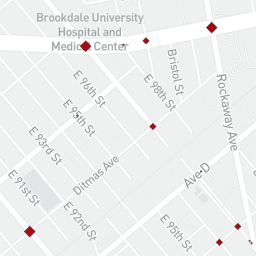 Brookdale University
Hospital and
Medical Center
E 96th St
Bristol St
E 98th St
Rockaway Ave
E 95th St
E 93rd St
Ditmas Ave
Ave D
E 91st St
E 92nd St
E 95th St